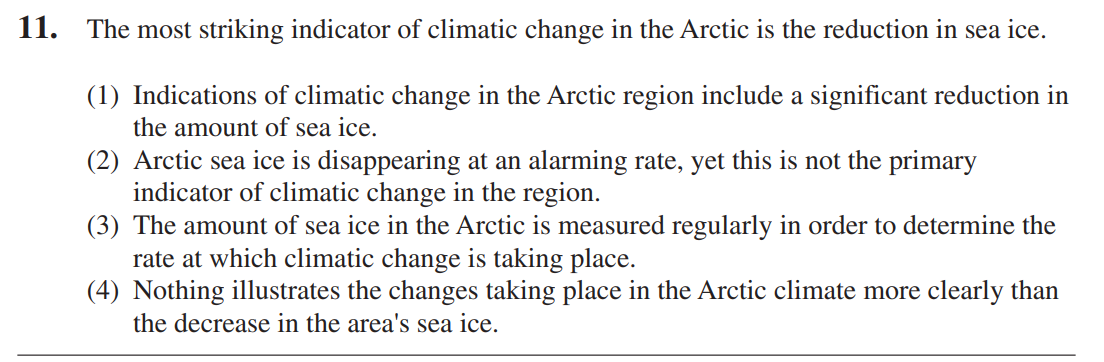 11. The most striking indicator of climatic change in the Arctic is the reduction in sea ice.
(1) Indications of climatic change in the Arctic region include a significant reduction in
the amount of sea ice.
(2) Arctic sea ice is disappearing at an alarming rate, yet this is not the primary
indicator of climatic change in the region.
(3) The amount of sea ice in the Arctic is measured regularly in order to determine the
rate at which climatic change is taking place.
(4) Nothing illustrates the changes taking place in the Arctic climate more clearly than
the decrease in the area's sea ice.